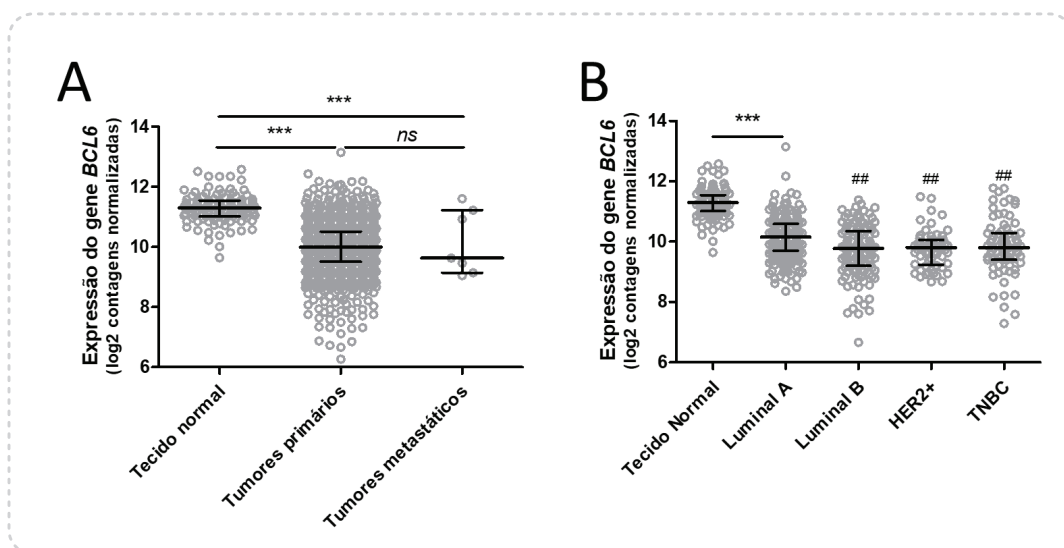 A
Expressão do gene BCL6
(log2 contagens normalizadas)
14
12
10
8
6
***
***
ns
Tecido normal
Tumores primários
Tumores metastáticos
B
Expressão do gene BCL6
(log2 contagens normalizadas)
14
12
10
8
6
***
##
##
##
Tecido Normal
Luminal A
Luminal B
HER2+
TNBC